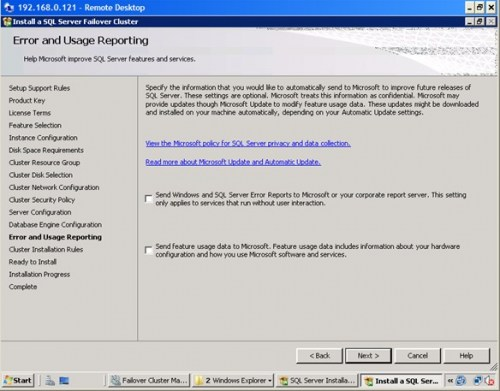 192.168.0.121 - Remote Desktop
Install a SQL Server Failover Cluster
Error and Usage Reporting
Help Microsoft improve SQL Server features and services.
Setup Support Rules
Product Key
License Terms
Feature Selection
Instance Configuration
Disk Space Requirements
Cluster Resource Group
Cluster Disk Selection
Cluster Network Configuration
Cluster Security Policy
Server Configuration
Database Engine Configuration
Error and Usage Reporting
Cluster Installation Rules
Ready to Install
Installation Progress
Complete
Specify the information that you would like to automatically send to Microsoft to improve future releases
of SQL Server. These settings are optional. Microsoft treats this information as confidential. Microsoft may
provide updates though Microsoft Update to modify feature usage data. These updates might be downloaded
and installed on your machine automatically, depending on your Automatic Update settings.
View the Microsoft policy for SQL Server privacy and data collection.
Read more about Microsoft Update and Automatic Update.
Send Windows and SQL Server Error Reports to Microsoft or your corporate report server. This setting
only applies to services that run without user interaction.
Send feature usage data to Microsoft. Feature usage data includes information about your hardware
configuration and how you use Microsoft software and services.
< Back
Next >
Cancel
Help
Start
Failover Cluster Ma...
2 Windows Explorer
SQL Server Installa...
Install a SQL Ser...